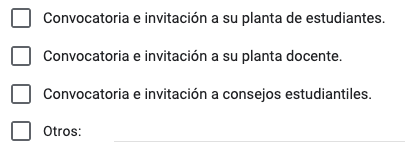 Convocatoria e invitación a su planta de estudiantes.
Convocatoria e invitación a su planta docente.
Convocatoria e invitación a consejos estudiantiles.
Otros: